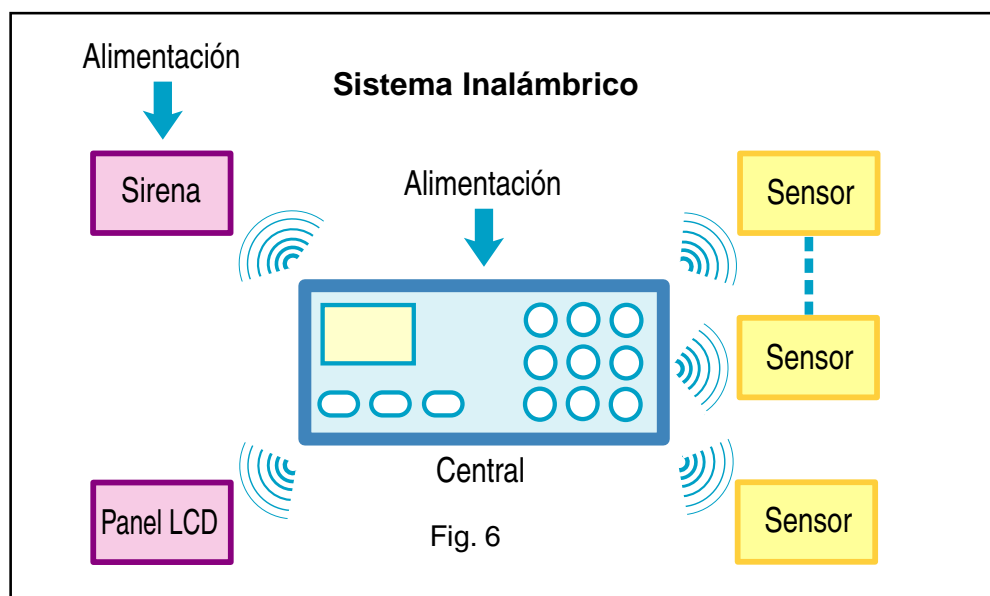 Alimentación
Sistema Inalámbrico
Sirena
Alimentación
Sensor
Sensor
Central
Panel LCD
Sensor
Fig. 6